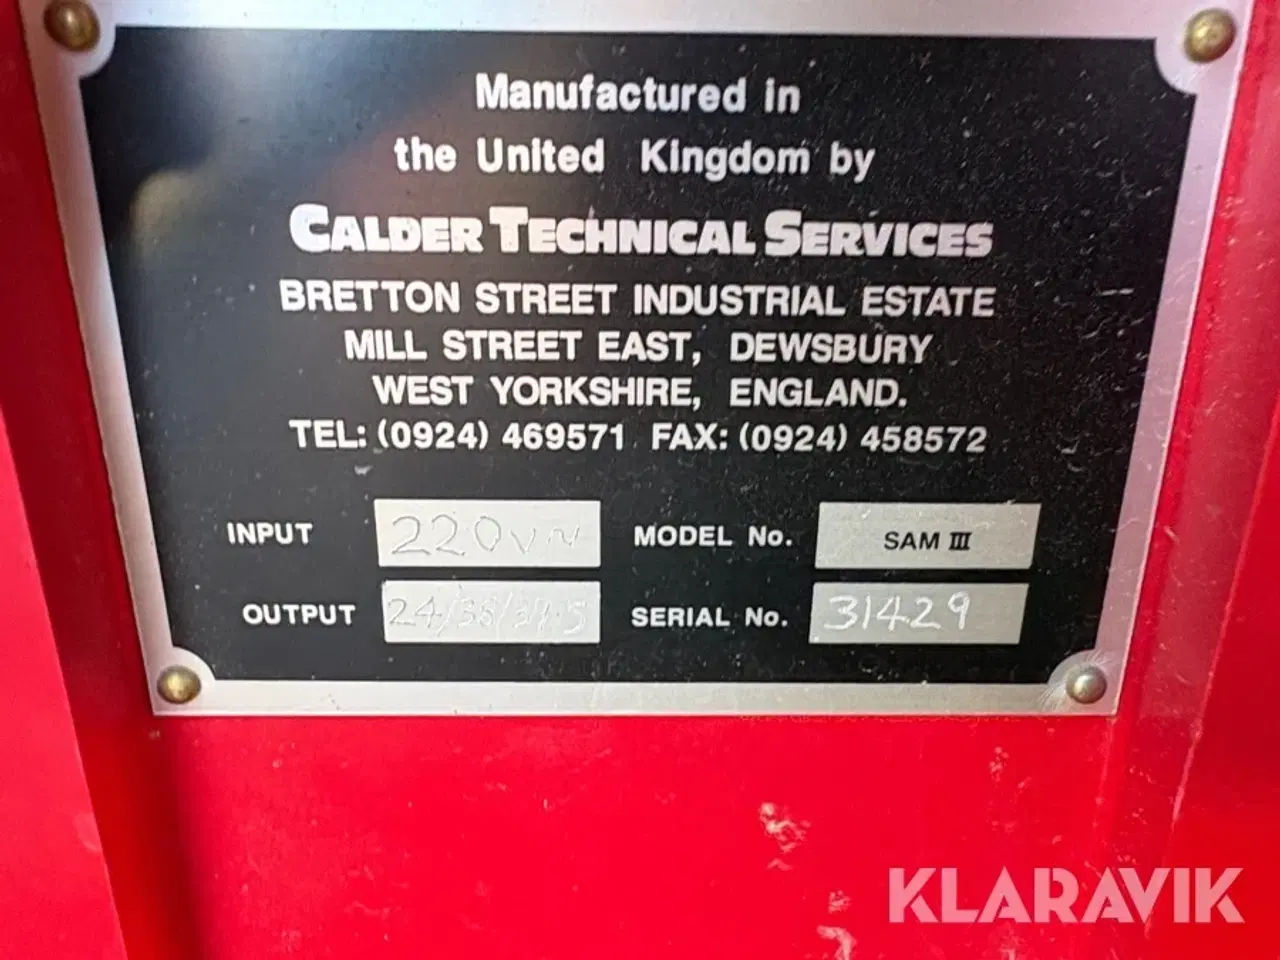 Manufactured in
the United Kingdom by
CALDER TECHNICAL SERVICES
BRETTON STREET INDUSTRIAL ESTATE
MILL STREET EAST, DEWSBURY
WEST YORKSHIRE, ENGLAND.
TEL: (0924) 469571 FAX: (0924) 458572
INPUT 220V~ MODEL No. SAM III
OUTPUT SERIAL No. 31429
KLARAVIK